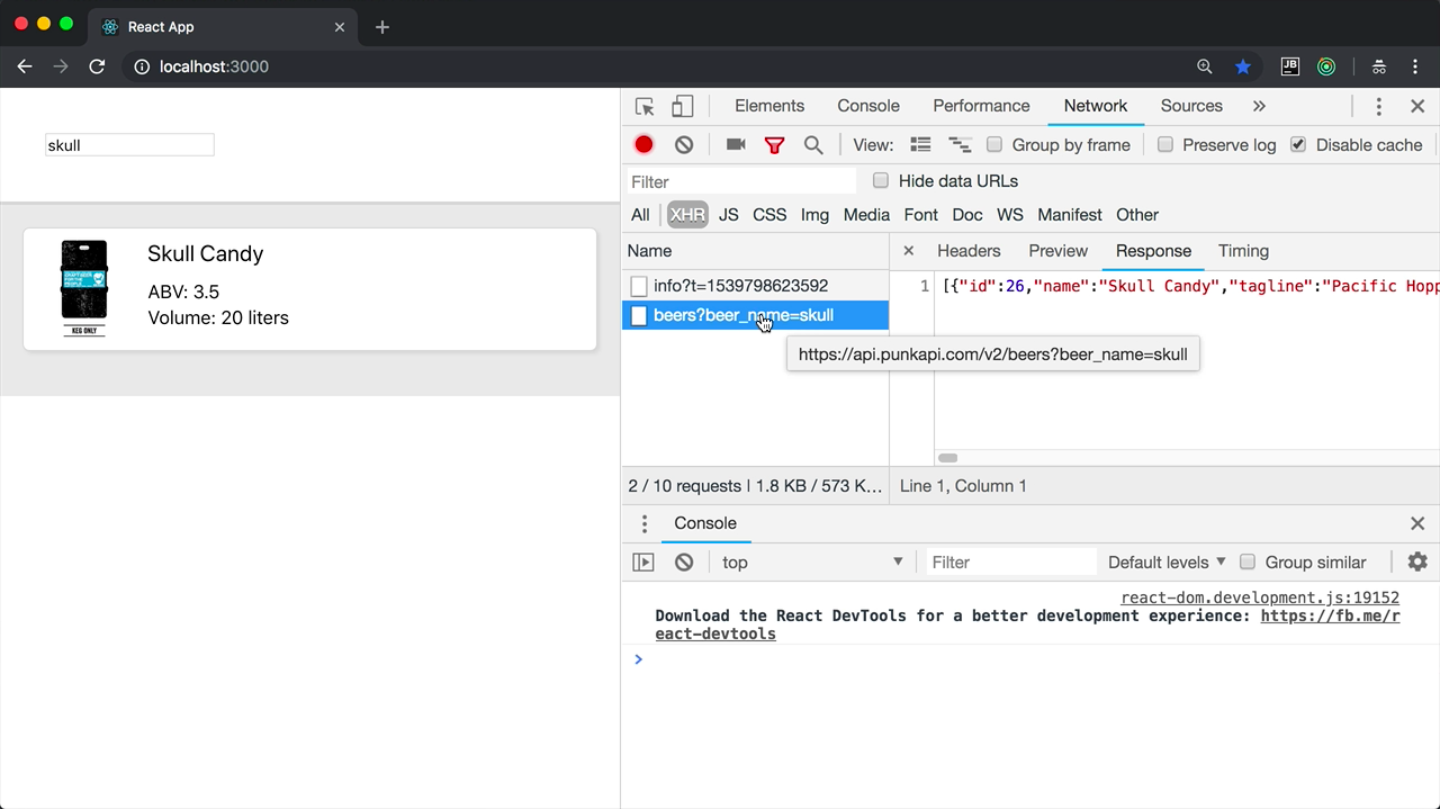 React App
localhost:3000
skull
Skull Candy
ABV: 3.5
Volume: 20 liters
KEG ONLY
Elements Console Performance Network Sources »
View: Group by frame Preserve log Disable cache
Filter Hide data URLs
All XHR JS CSS Img Media Font Doc WS Manifest Other
Name
Headers Preview Response Timing
info?t=1539798623592
beers?beer_name=skull
1 [{"id":26,"name":"Skull Candy","tagline":"Pacific Hopp
https://api.punkapi.com/v2/beers?beer_name=skull
2 / 10 requests | 1.8 KB / 573 K...
Line 1, Column 1
Console
top Filter Default levels Group similar
react-dom.development.js:19152
Download the React DevTools for a better development experience: https://fb.me/r
eact-devtools
JB